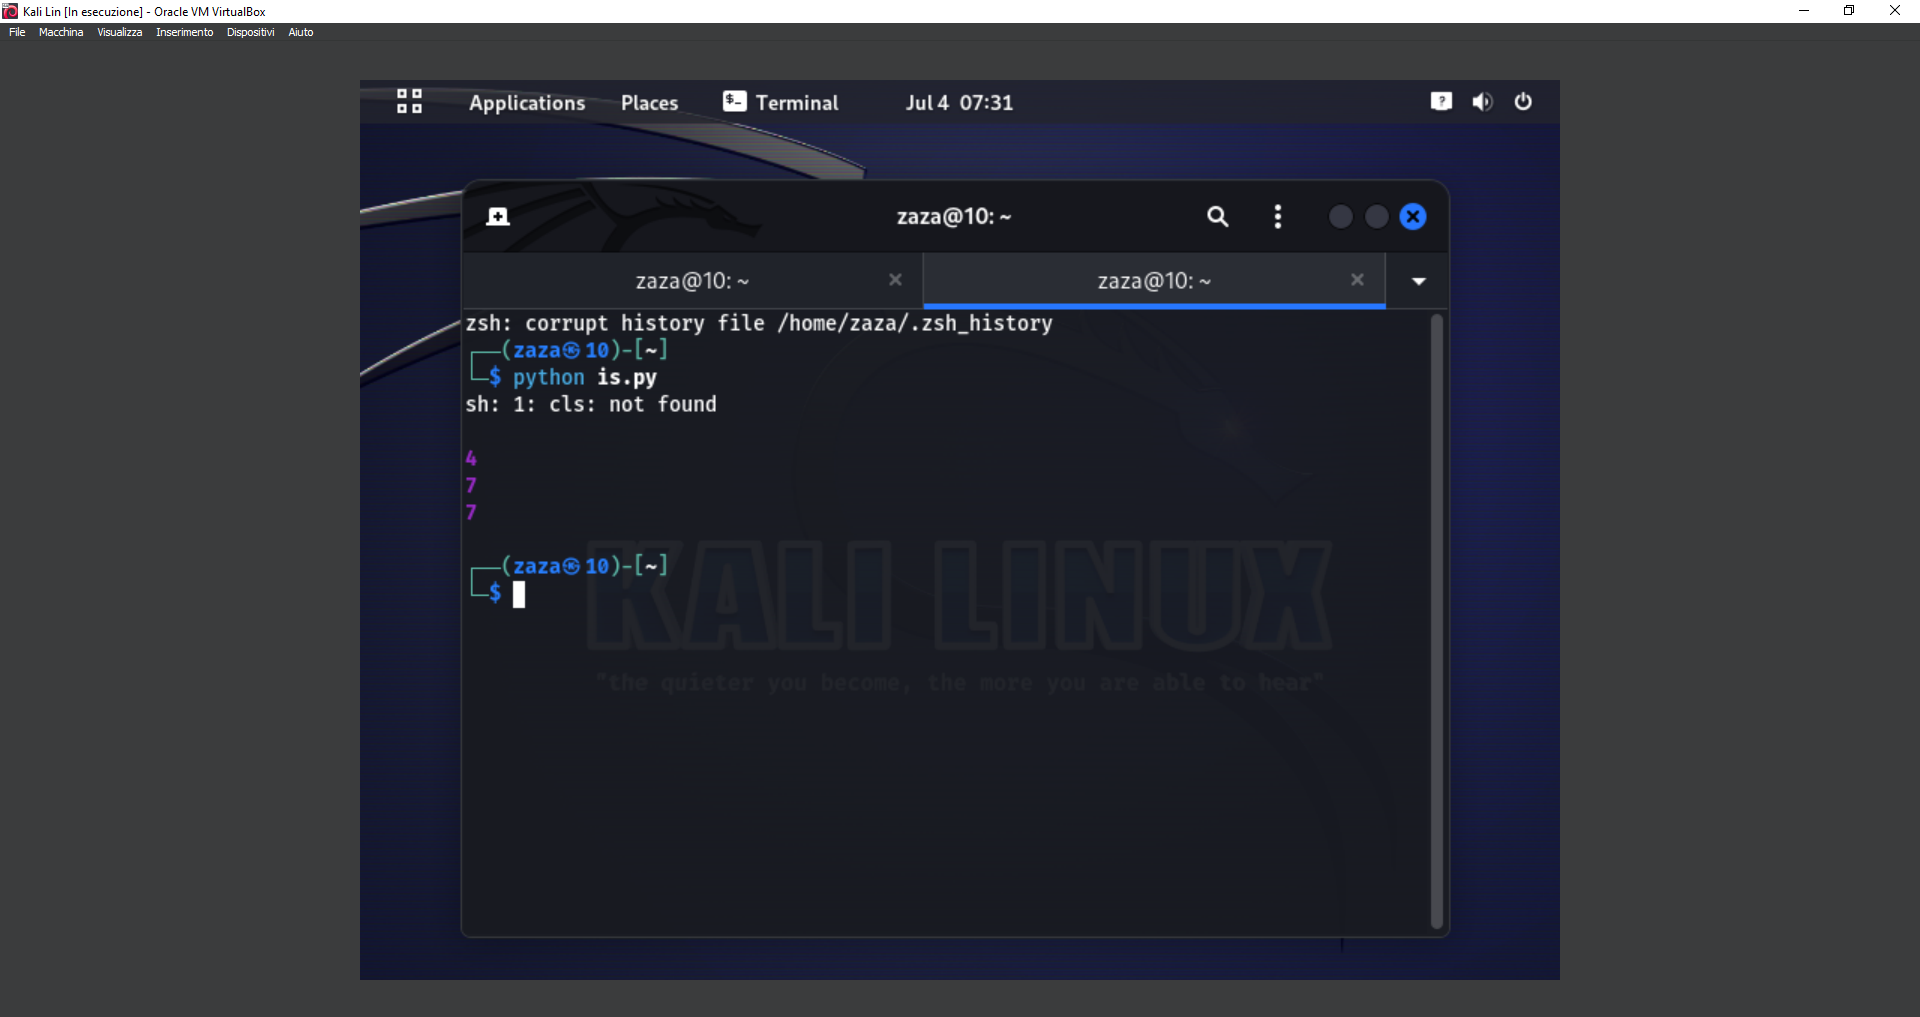 Kali Lin [In esecuzione] - Oracle VM VirtualBox
File Macchina Visualizza Inserimento Dispositivi Aiuto
Applications Places $_ Terminal Jul 4 07:31 ?
zaza@10: ~
zaza@10: ~ zaza@10: ~
zsh: corrupt history file /home/zaza/.zsh_history
┌──(zaza㉿10)-[~]
└─$ python is.py
sh: 1: cls: not found
4
7
7
┌──(zaza㉿10)-[~]
└─$
KALI LINUX
"the quieter you become, the more you are able to hear"